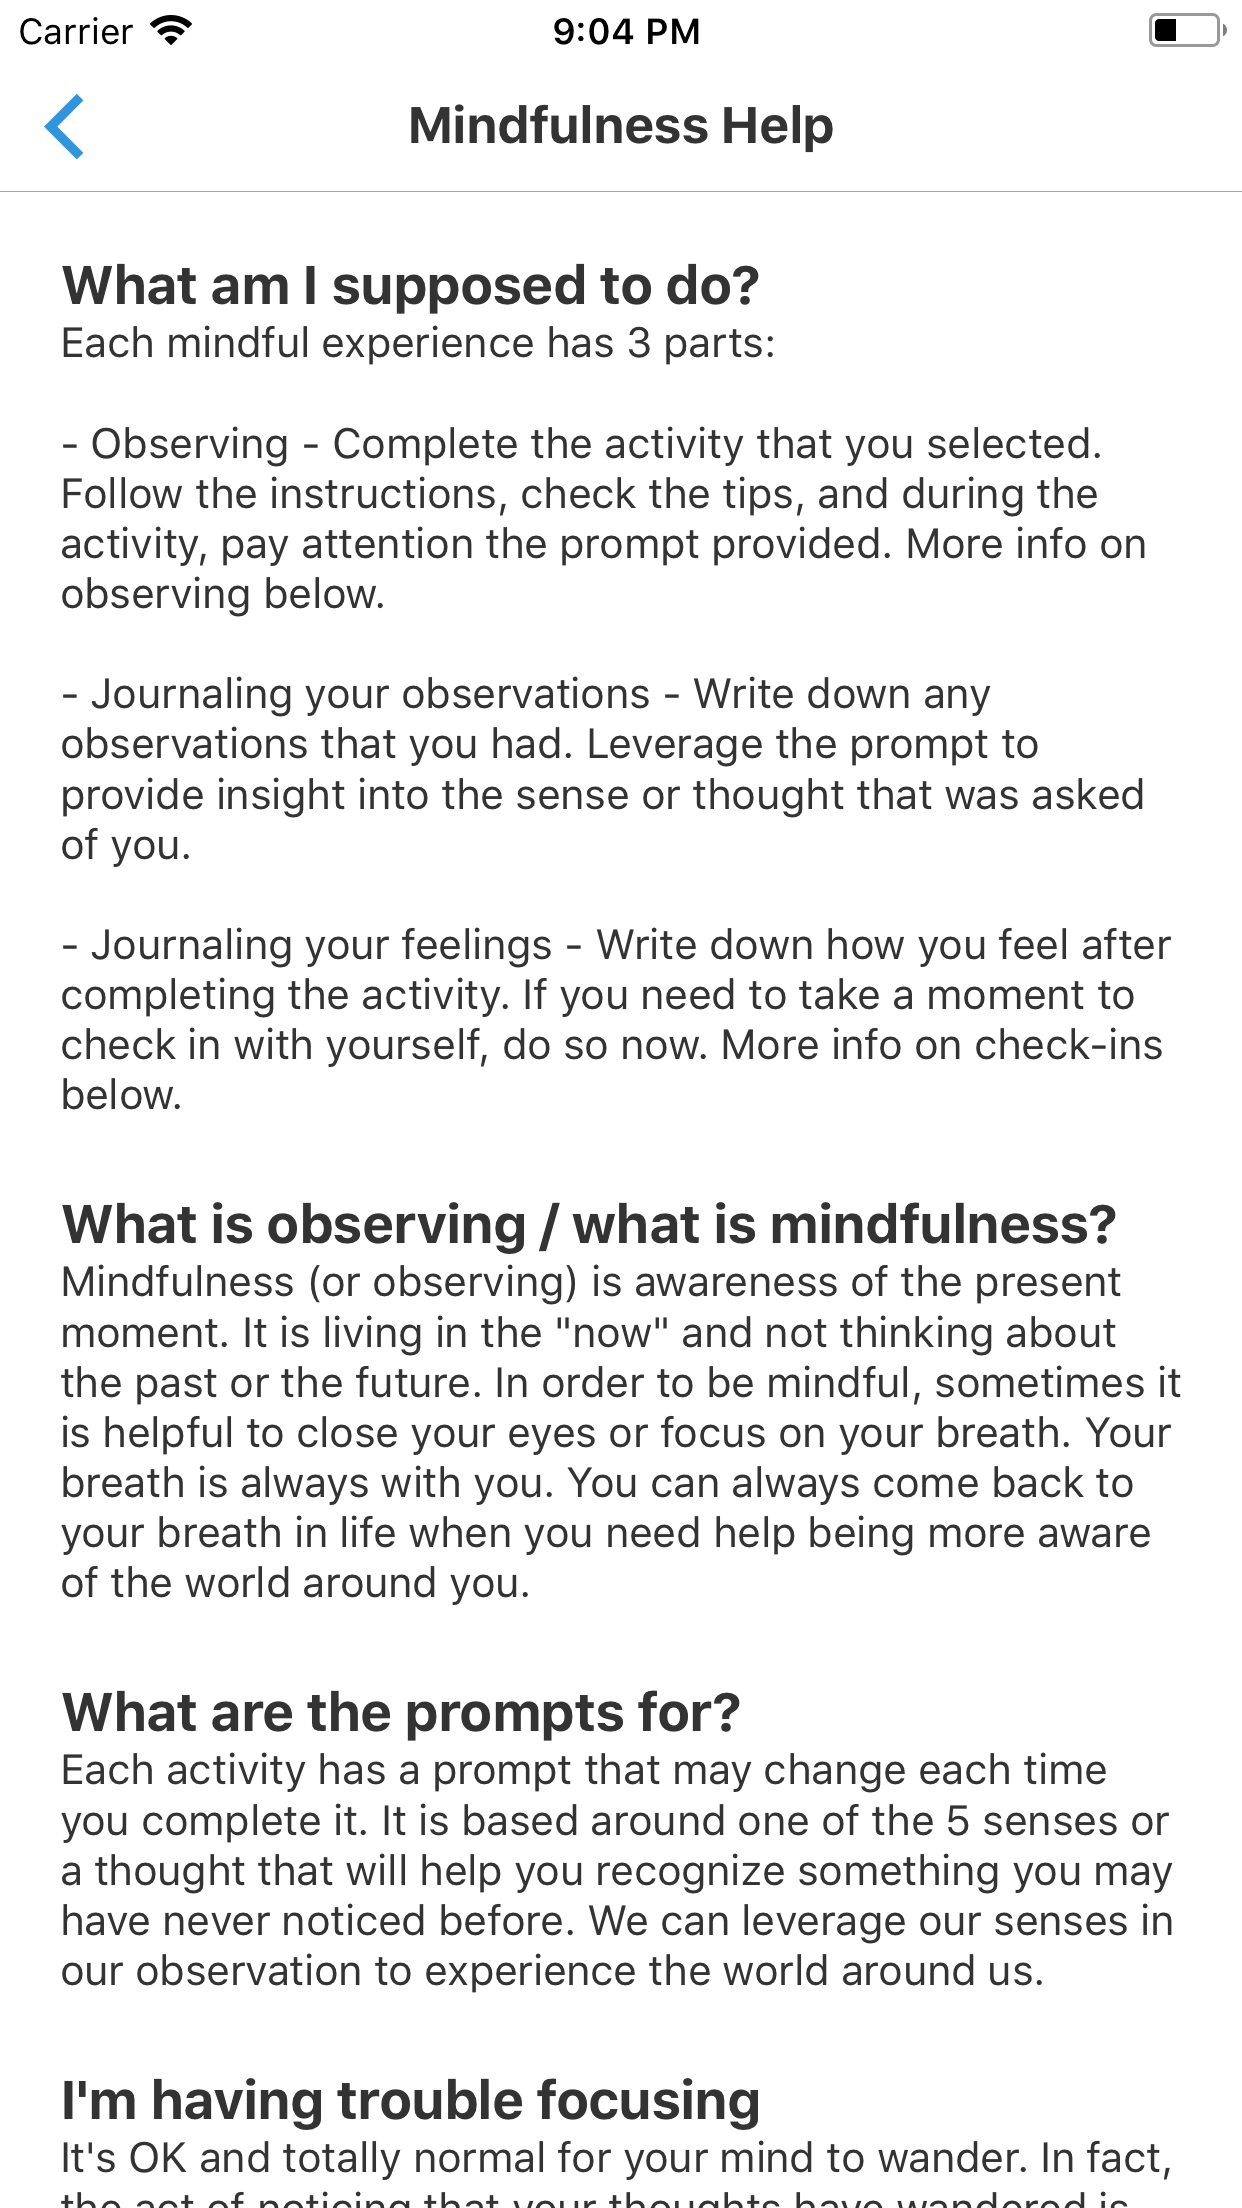 Carrier
9:04 PM
Mindfulness Help
What am I supposed to do?
Each mindful experience has 3 parts:
- Observing - Complete the activity that you selected.
Follow the instructions, check the tips, and during the
activity, pay attention the prompt provided. More info on
observing below.
- Journaling your observations - Write down any
observations that you had. Leverage the prompt to
provide insight into the sense or thought that was asked
of you.
- Journaling your feelings - Write down how you feel after
completing the activity. If you need to take a moment to
check in with yourself, do so now. More info on check-ins
below.
What is observing / what is mindfulness?
Mindfulness (or observing) is awareness of the present
moment. It is living in the "now" and not thinking about
the past or the future. In order to be mindful, sometimes it
is helpful to close your eyes or focus on your breath. Your
breath is always with you. You can always come back to
your breath in life when you need help being more aware
of the world around you.
What are the prompts for?
Each activity has a prompt that may change each time
you complete it. It is based around one of the 5 senses or
a thought that will help you recognize something you may
have never noticed before. We can leverage our senses in
our observation to experience the world around us.
I'm having trouble focusing
It's OK and totally normal for your mind to wander. In fact,
the act of noticing that your thoughts have wandered is